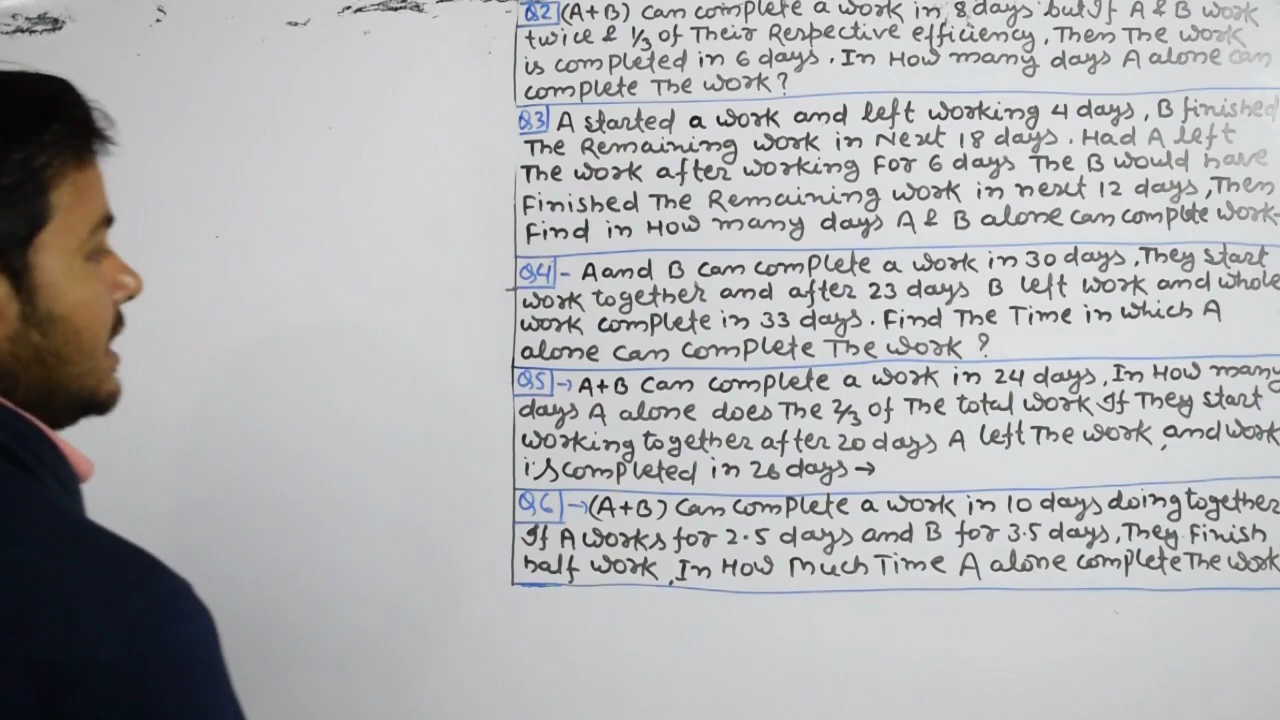 Q2 (A+B) can complete a work in 8 days but If A & B work
twice & 1/3 of Their Respective efficiency, Then The work
is completed in 6 days. In How many days A alone can
complete The work?
Q3 A started a work and left working 4 days, B finished
The Remaining work in Next 18 days. Had A left
The work after working For 6 days The B would have
Finished The Remaining work in next 12 days, Then
Find in How many days A & B alone can complete work
Q4 - A and B can complete a work in 30 days, They start
work together and after 23 days B left work and whole
work complete in 33 days. Find The Time in which A
alone can complete The work?
Q5 → A+B can complete a work in 24 days, In How many
days A alone does The 2/3 of The total work If They start
working together after 20 days A left The work, and work
is completed in 26 days →
Q6 → (A+B) can complete a work in 10 days doing together
If A works for 2.5 days and B for 3.5 days, They Finish
half work, In How Much Time A alone complete The work